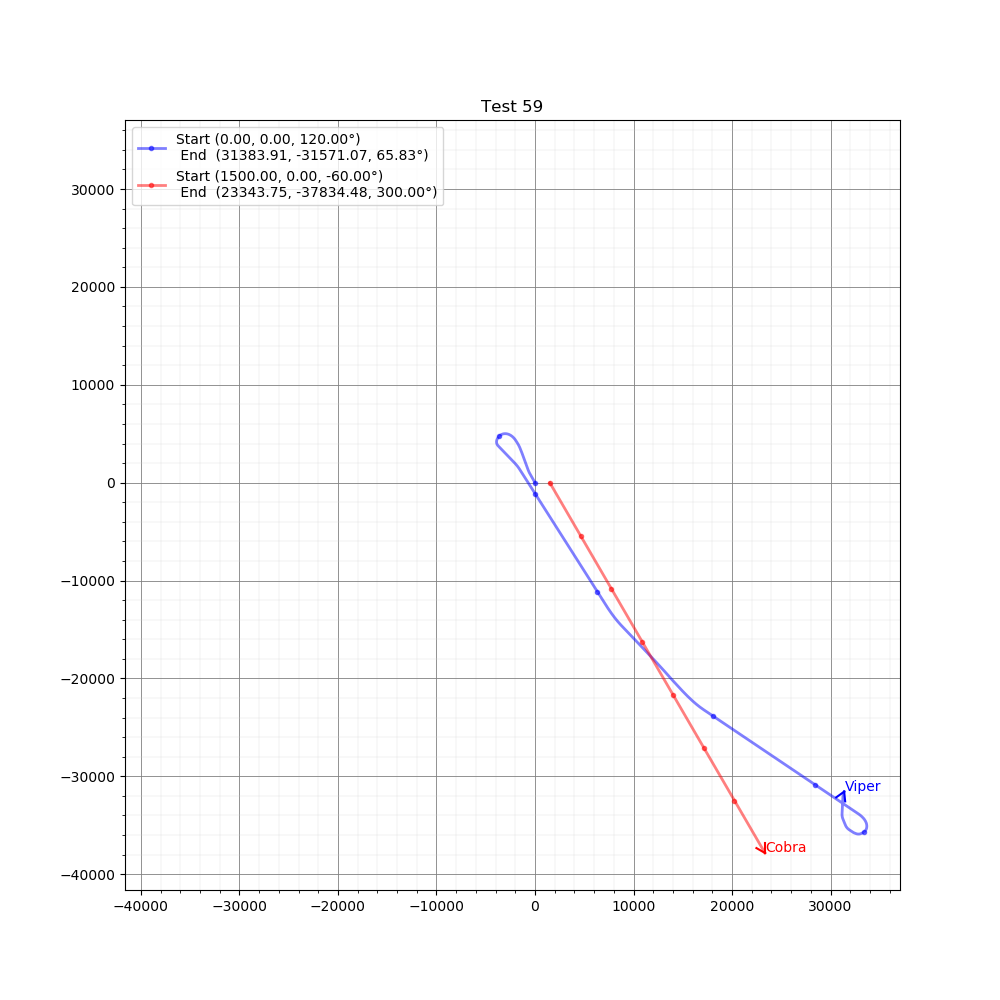 Test 59
Start (0.00, 0.00, 120.00°)
End  (31383.91, -31571.07, 65.83°)
Start (1500.00, 0.00, -60.00°)
End  (23343.75, -37834.48, 300.00°)
30000
20000
10000
0
−10000
−20000
−30000
−40000
Viper
Cobra
−40000 −30000 −20000 −10000 0 10000 20000 30000